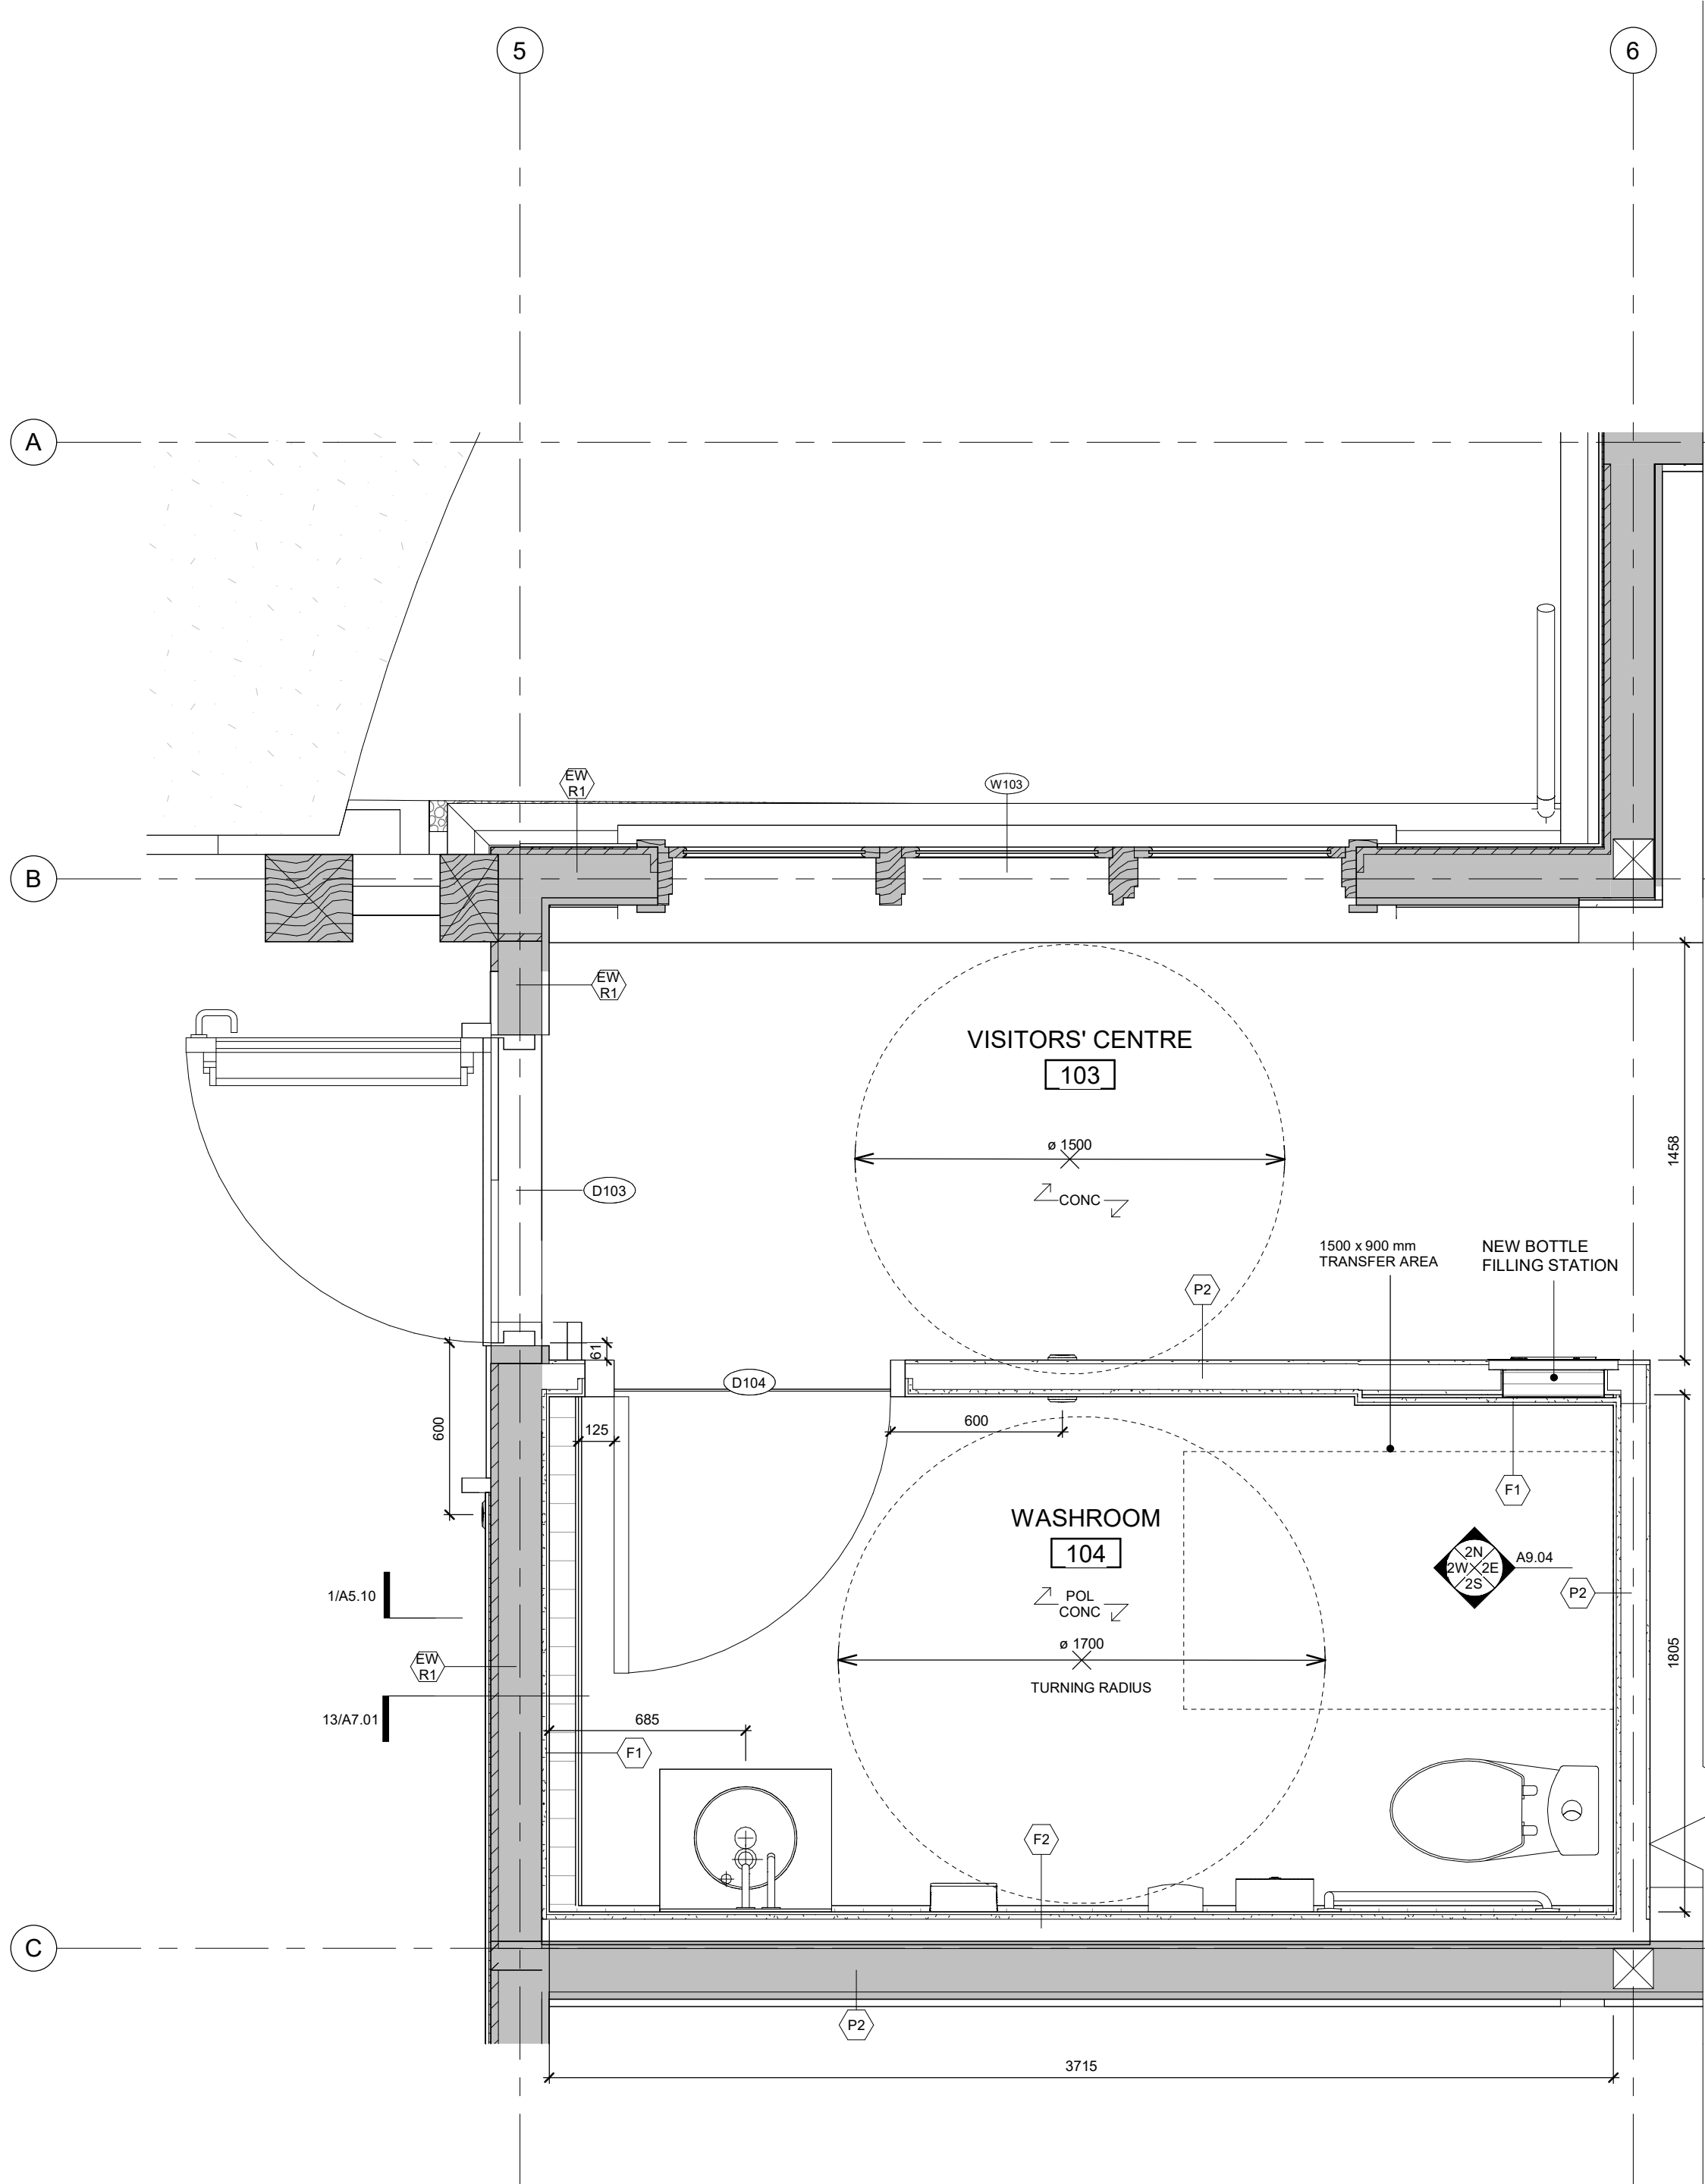 5
6
A
EW
R1
W103
B
EW
R1
VISITORS' CENTRE
103
ø 1500
CONC
1458
D103
1500 x 900 mm
TRANSFER AREA
NEW BOTTLE
FILLING STATION
P2
61
D104
600
125
600
F1
WASHROOM
104
2N
2W
2E
2S
A9.04
1/A5.10
POL
CONC
P2
ø 1700
TURNING RADIUS
1805
EW
R1
13/A7.01
685
F1
F2
C
P2
3715